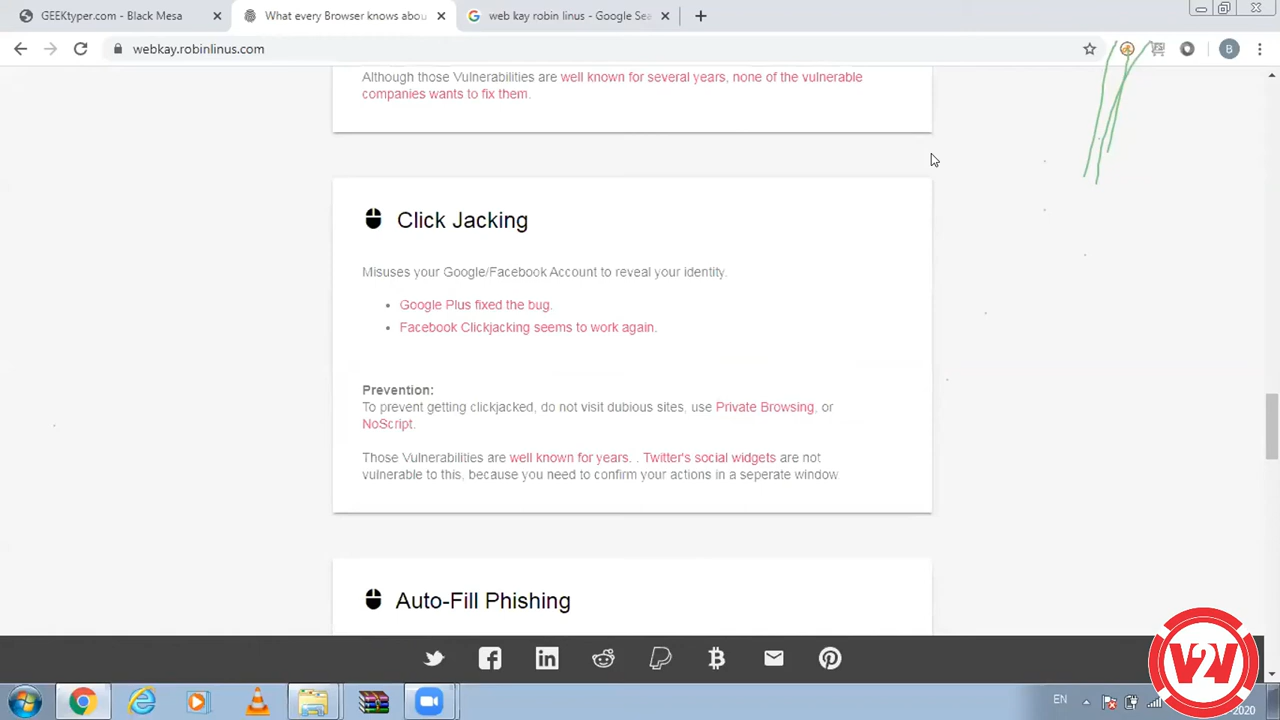 GEEKtyper.com - Black Mesa
What every Browser knows abou
web kay robin linus - Google Sea
webkay.robinlinus.com
B
Although those Vulnerabilities are well known for several years, none of the vulnerable
companies wants to fix them.
Click Jacking
Misuses your Google/Facebook Account to reveal your identity.
Google Plus fixed the bug.
Facebook Clickjacking seems to work again.
Prevention:
To prevent getting clickjacked, do not visit dubious sites, use Private Browsing, or
NoScript.
Those Vulnerabilities are well known for years. . Twitter's social widgets are not
vulnerable to this, because you need to confirm your actions in a seperate window
Auto-Fill Phishing
V2V
EN
2020